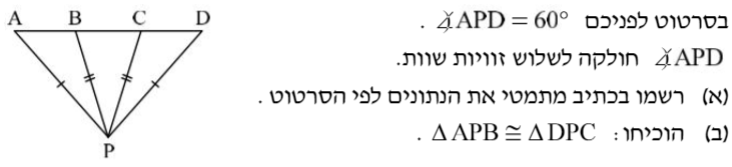 A B C D
P
בסרטוט לפניכם ∡APD = 60° .
∡APD חולקה לשלוש זוויות שוות.
(א) רשמו בכתיב מתמטי את הנתונים לפי הסרטוט .
(ב) הוכיחו : ΔAPB ≅ ΔDPC .